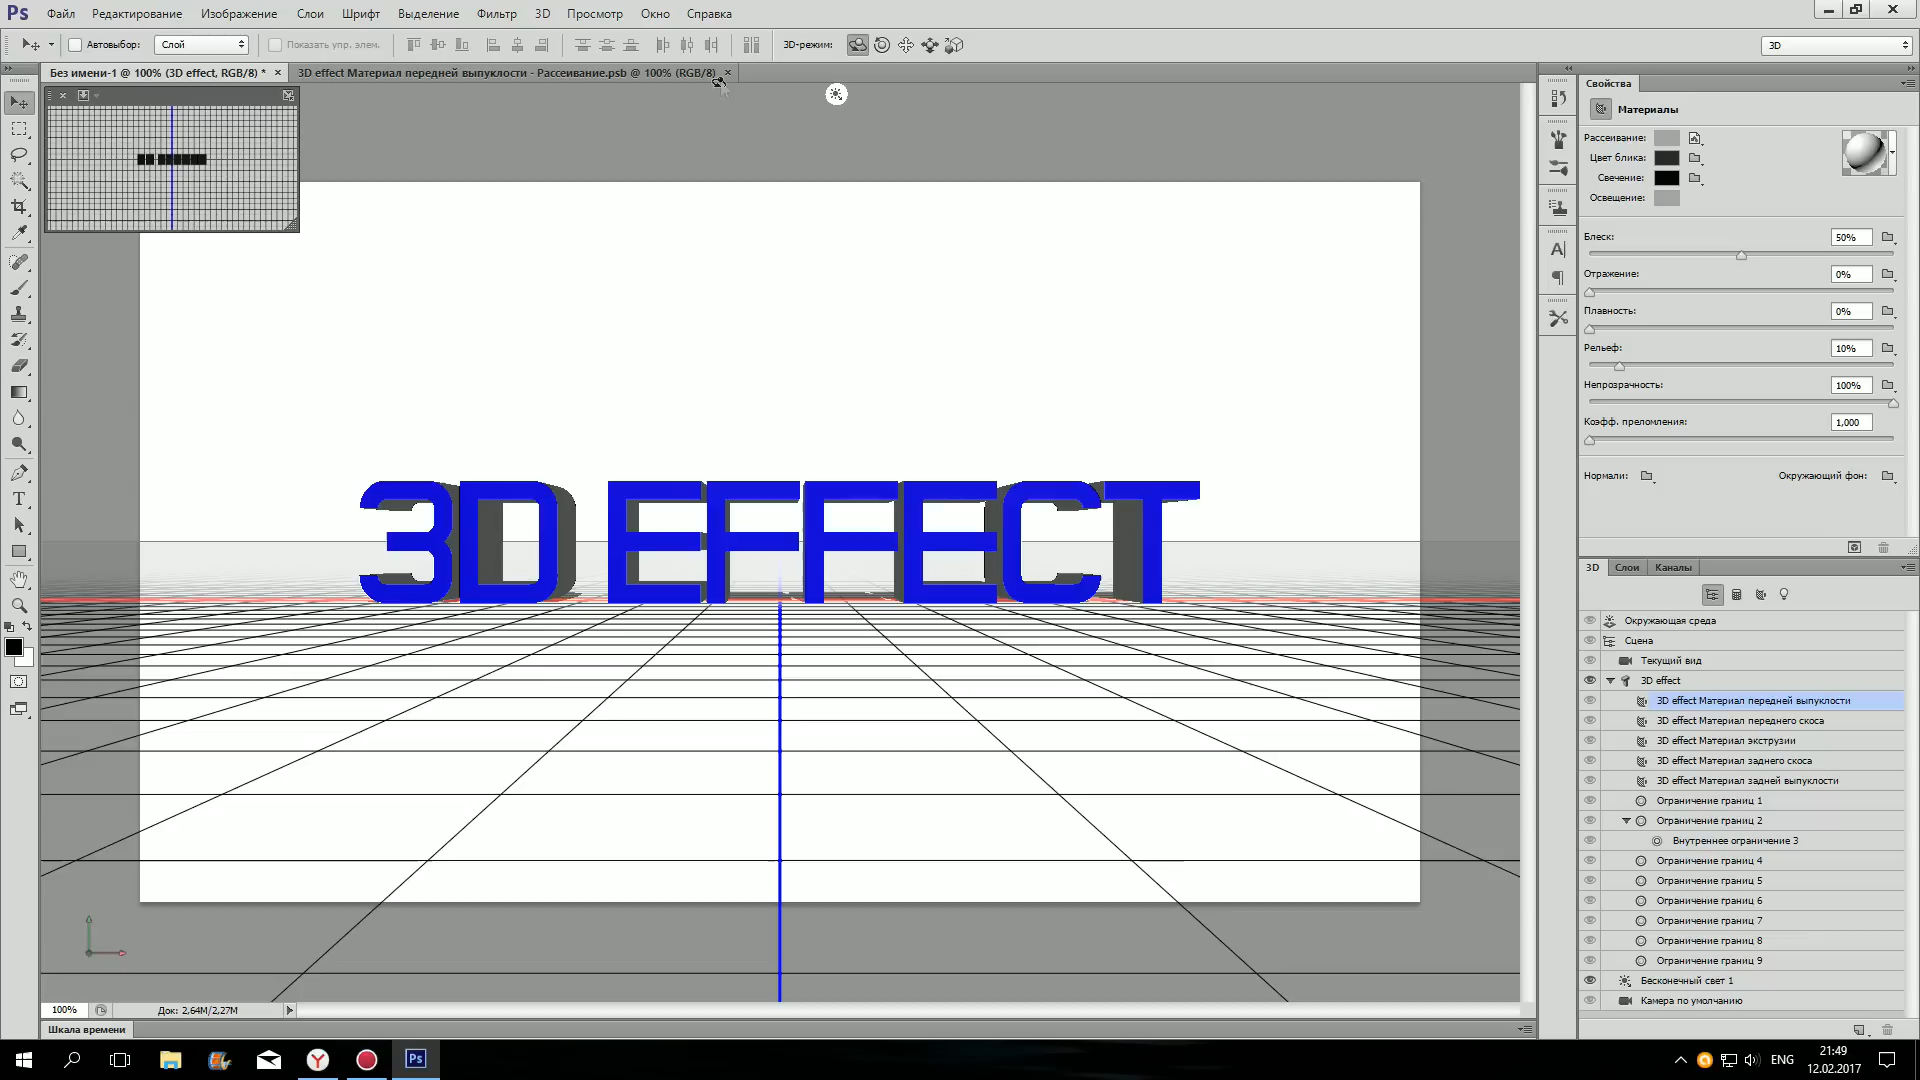 Ps Файл Редактирование Изображение Слои Шрифт Выделение Фильтр 3D Просмотр Окно Справка
Автовыбор: Слой Показать упр. элем. 3D-режим: 3D
Без имени-1 @ 100% (3D effect, RGB/8) * × 3D effect Материал передней выпуклости - Рассеивание.psb @ 100% (RGB/8) ×
Свойства
Материалы
Рассеивание:
Цвет блика:
Свечение:
Освещение:
Блеск: 50%
Отражение: 0%
Плавность: 0%
Рельеф: 10%
Непрозрачность: 100%
Коэфф. преломления: 1,000
Нормали: Окружающий фон:
3D EFFECT
3D Слои Каналы
Окружающая среда
Сцена
Текущий вид
3D effect
3D effect Материал передней выпуклости
3D effect Материал переднего скоса
3D effect Материал экструзии
3D effect Материал заднего скоса
3D effect Материал задней выпуклости
Ограничение границ 1
Ограничение границ 2
Внутреннее ограничение 3
Ограничение границ 4
Ограничение границ 5
Ограничение границ 6
Ограничение границ 7
Ограничение границ 8
Ограничение границ 9
Бесконечный свет 1
Камера по умолчанию
100% Док: 2,64M/2,27M
Шкала времени
Ps ENG 21:49
12.02.2017